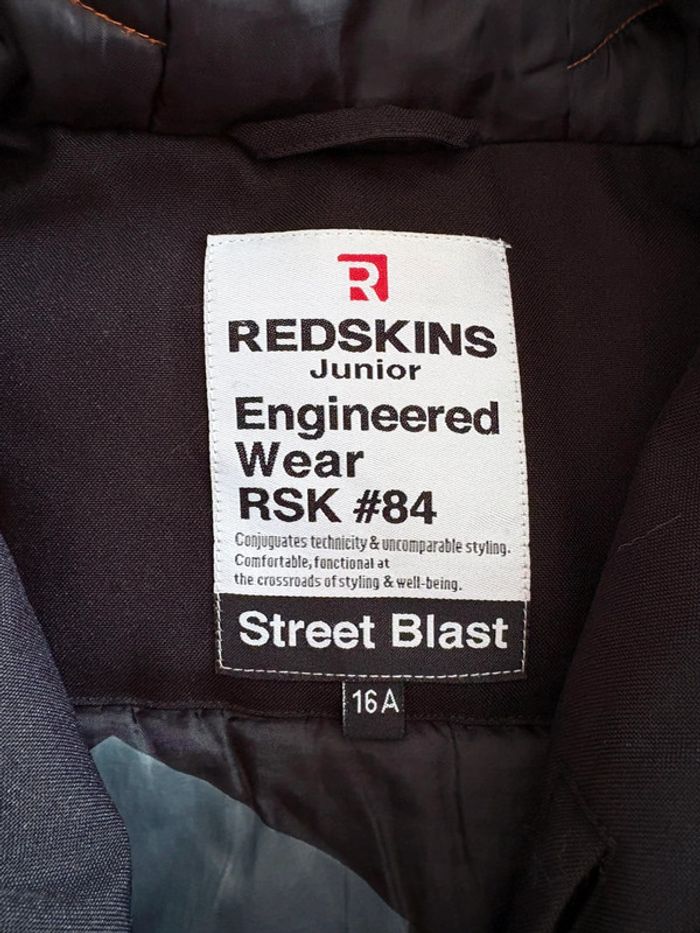 R
REDSKINS
Junior
Engineered
Wear
RSK #84
Conjuguates technicity & uncomparable styling.
Comfortable, fonctional at
the crossroads of styling & well-being.
Street Blast
16A